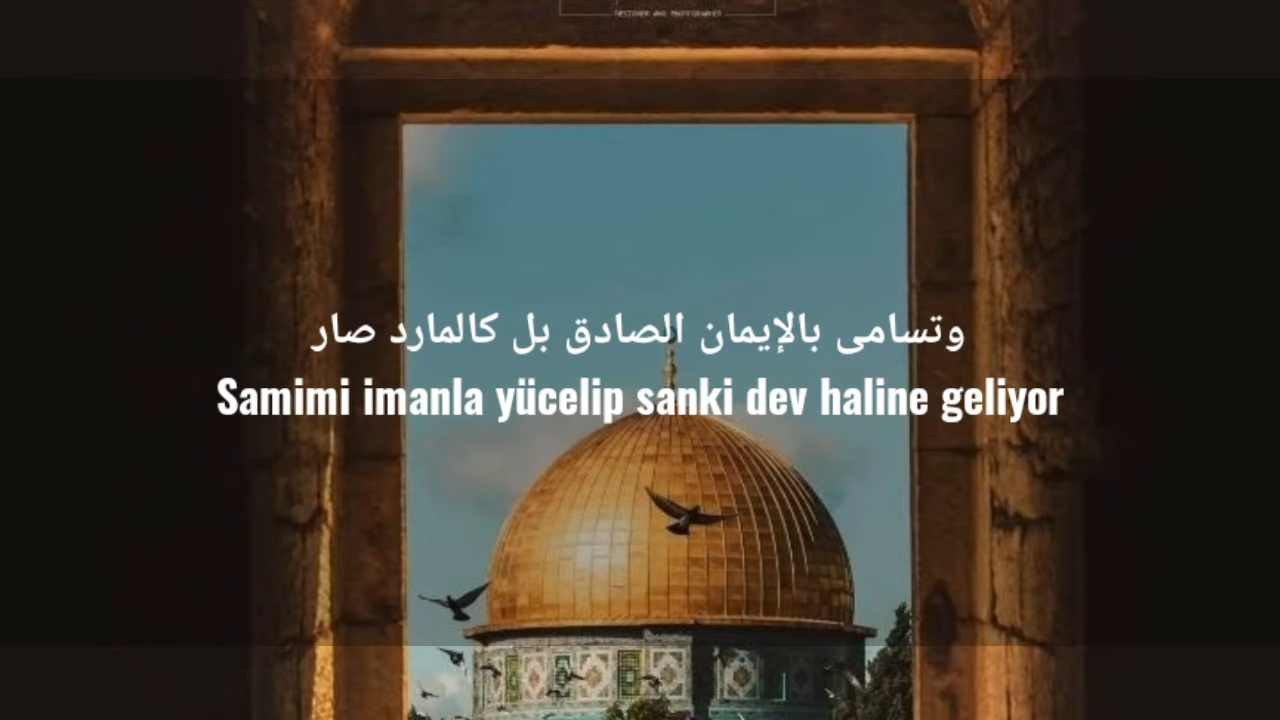 وتسامى بالإيمان الصادق بل كالمارد صار
Samimi imanla yücelip sanki dev haline geliyor